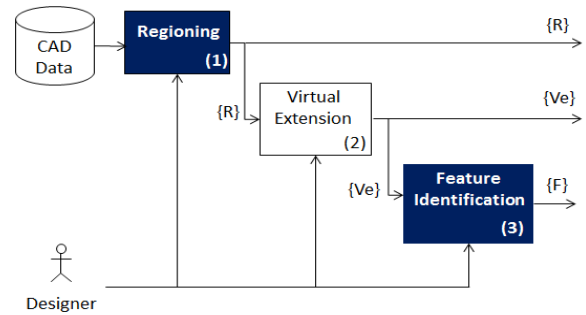 CAD
Data
Regioning
(1)
{R}
{R}
Virtual
Extension
(2)
{Ve}
{Ve}
Feature
Identification
(3)
{F}
Designer